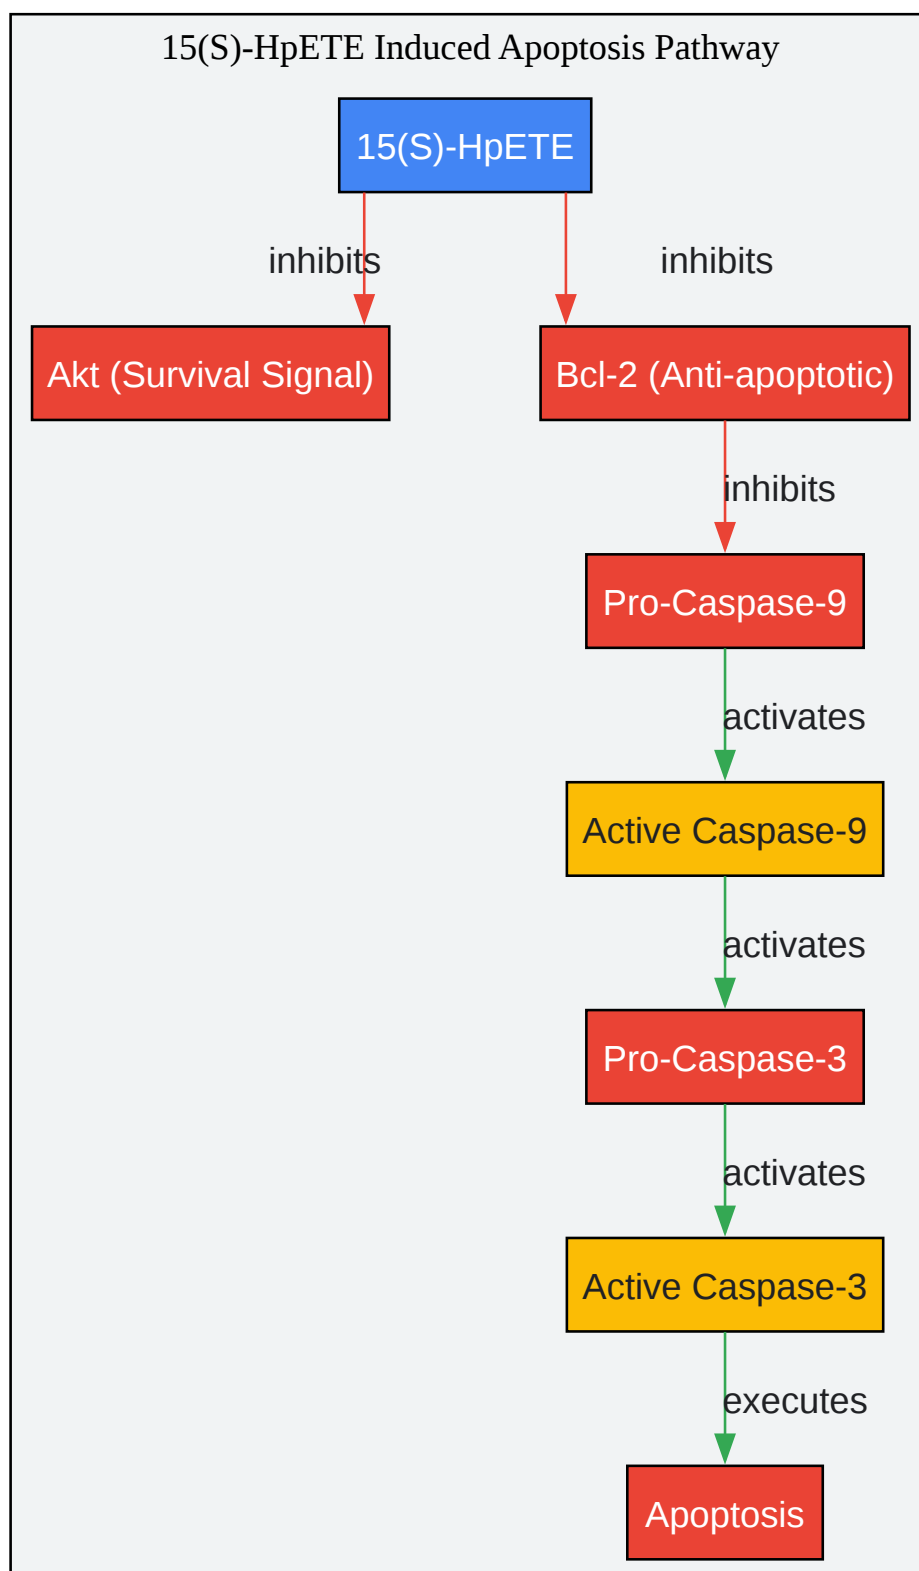 15(S)-HpETE Induced Apoptosis Pathway
15(S)-HpETE
inhibits
inhibits
Akt (Survival Signal)
Bcl-2 (Anti-apoptotic)
inhibits
Pro-Caspase-9
activates
Active Caspase-9
activates
Pro-Caspase-3
activates
Active Caspase-3
executes
Apoptosis